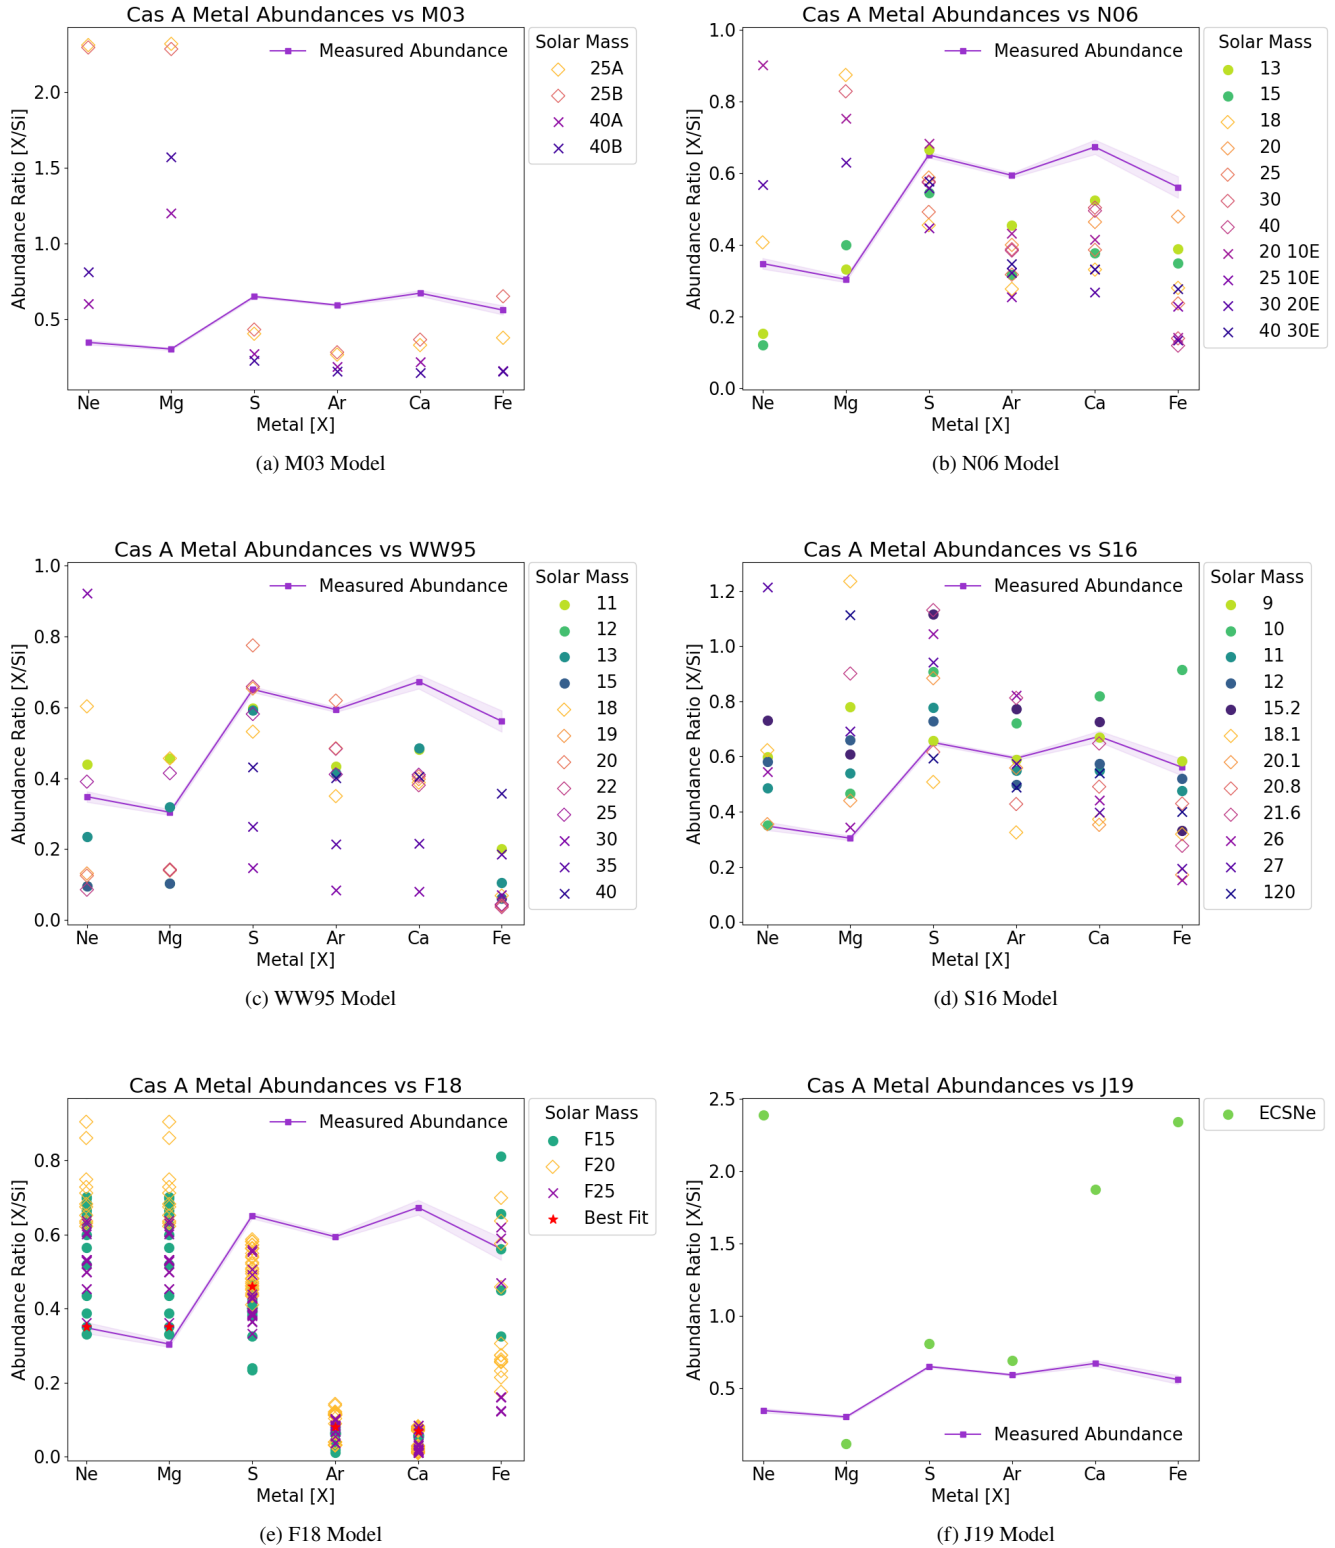 Cas A Metal Abundances vs M03
Abundance Ratio [X/Si]
2.0
1.5
1.0
0.5
Measured Abundance
Ne Mg S Ar Ca Fe
Metal [X]
Solar Mass
25A
25B
40A
40B
(a) M03 Model
Cas A Metal Abundances vs N06
Abundance Ratio [X/Si]
1.0
0.8
0.6
0.4
0.2
0.0
Measured Abundance
Ne Mg S Ar Ca Fe
Metal [X]
Solar Mass
13
15
18
20
25
30
40
20 10E
25 10E
30 20E
40 30E
(b) N06 Model
Cas A Metal Abundances vs WW95
Abundance Ratio [X/Si]
1.0
0.8
0.6
0.4
0.2
0.0
Measured Abundance
Ne Mg S Ar Ca Fe
Metal [X]
Solar Mass
11
12
13
15
18
19
20
22
25
30
35
40
(c) WW95 Model
Cas A Metal Abundances vs S16
Abundance Ratio [X/Si]
1.2
1.0
0.8
0.6
0.4
0.2
0.0
Measured Abundance
Ne Mg S Ar Ca Fe
Metal [X]
Solar Mass
9
10
11
12
15.2
18.1
20.1
20.8
21.6
26
27
120
(d) S16 Model
Cas A Metal Abundances vs F18
Abundance Ratio [X/Si]
0.8
0.6
0.4
0.2
0.0
Measured Abundance
Ne Mg S Ar Ca Fe
Metal [X]
Solar Mass
F15
F20
F25
Best Fit
(e) F18 Model
Cas A Metal Abundances vs J19
Abundance Ratio [X/Si]
2.5
2.0
1.5
1.0
0.5
Measured Abundance
Ne Mg S Ar Ca Fe
Metal [X]
ECSNe
(f) J19 Model